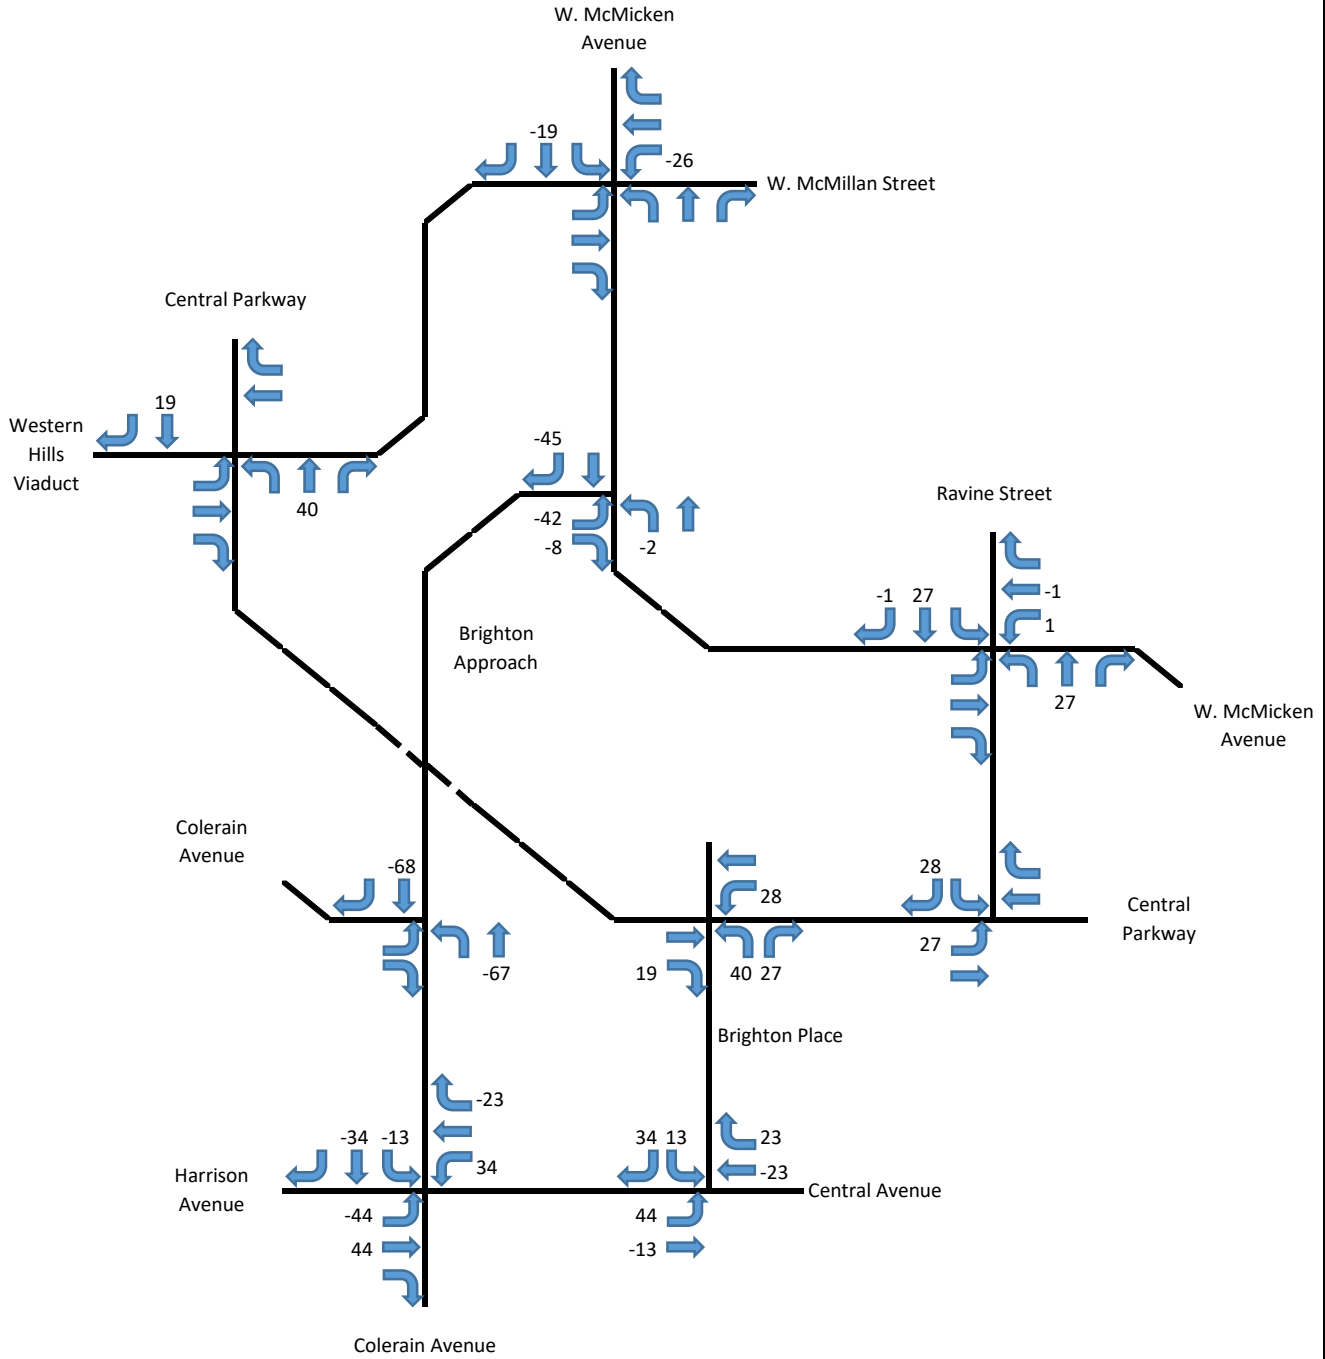 W. McMicken
Avenue
-19
-26
W. McMillan Street
Central Parkway
19
Western
Hills
Viaduct
40
-45
-42
-8
-2
Ravine Street
-1 27
-1
1
27
W. McMicken
Avenue
Brighton
Approach
Colerain
Avenue
-68
-67
28
28
27
19
40 27
Central
Parkway
Brighton Place
-23
-34 -13
34
34 13
23
-23
Harrison
Avenue
-44
44
44
-13
Central Avenue
Colerain Avenue